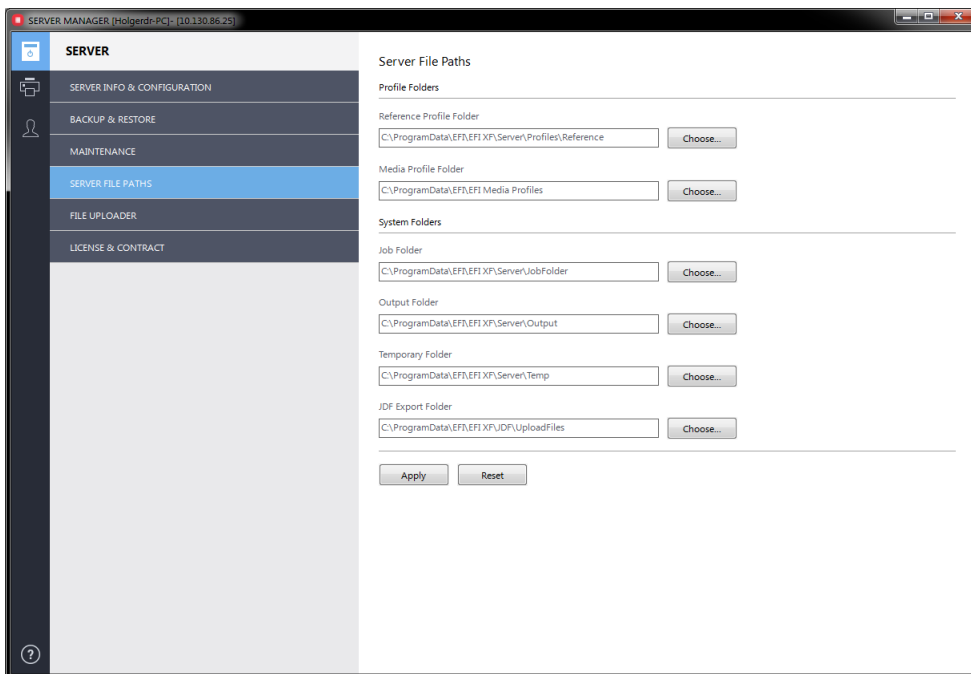 SERVER MANAGER [Holgerdr-PC]- [10.130.86.25]
SERVER
SERVER INFO & CONFIGURATION
BACKUP & RESTORE
MAINTENANCE
SERVER FILE PATHS
FILE UPLOADER
LICENSE & CONTRACT
Server File Paths
Profile Folders
Reference Profile Folder
C:\ProgramData\EFI\EFI XF\Server\Profiles\Reference Choose...
Media Profile Folder
C:\ProgramData\EFI\EFI Media Profiles Choose...
System Folders
Job Folder
C:\ProgramData\EFI\EFI XF\Server\JobFolder Choose...
Output Folder
C:\ProgramData\EFI\EFI XF\Server\Output Choose...
Temporary Folder
C:\ProgramData\EFI\EFI XF\Server\Temp Choose...
JDF Export Folder
C:\ProgramData\EFI\EFI XF\JDF\UploadFiles Choose...
Apply Reset
?